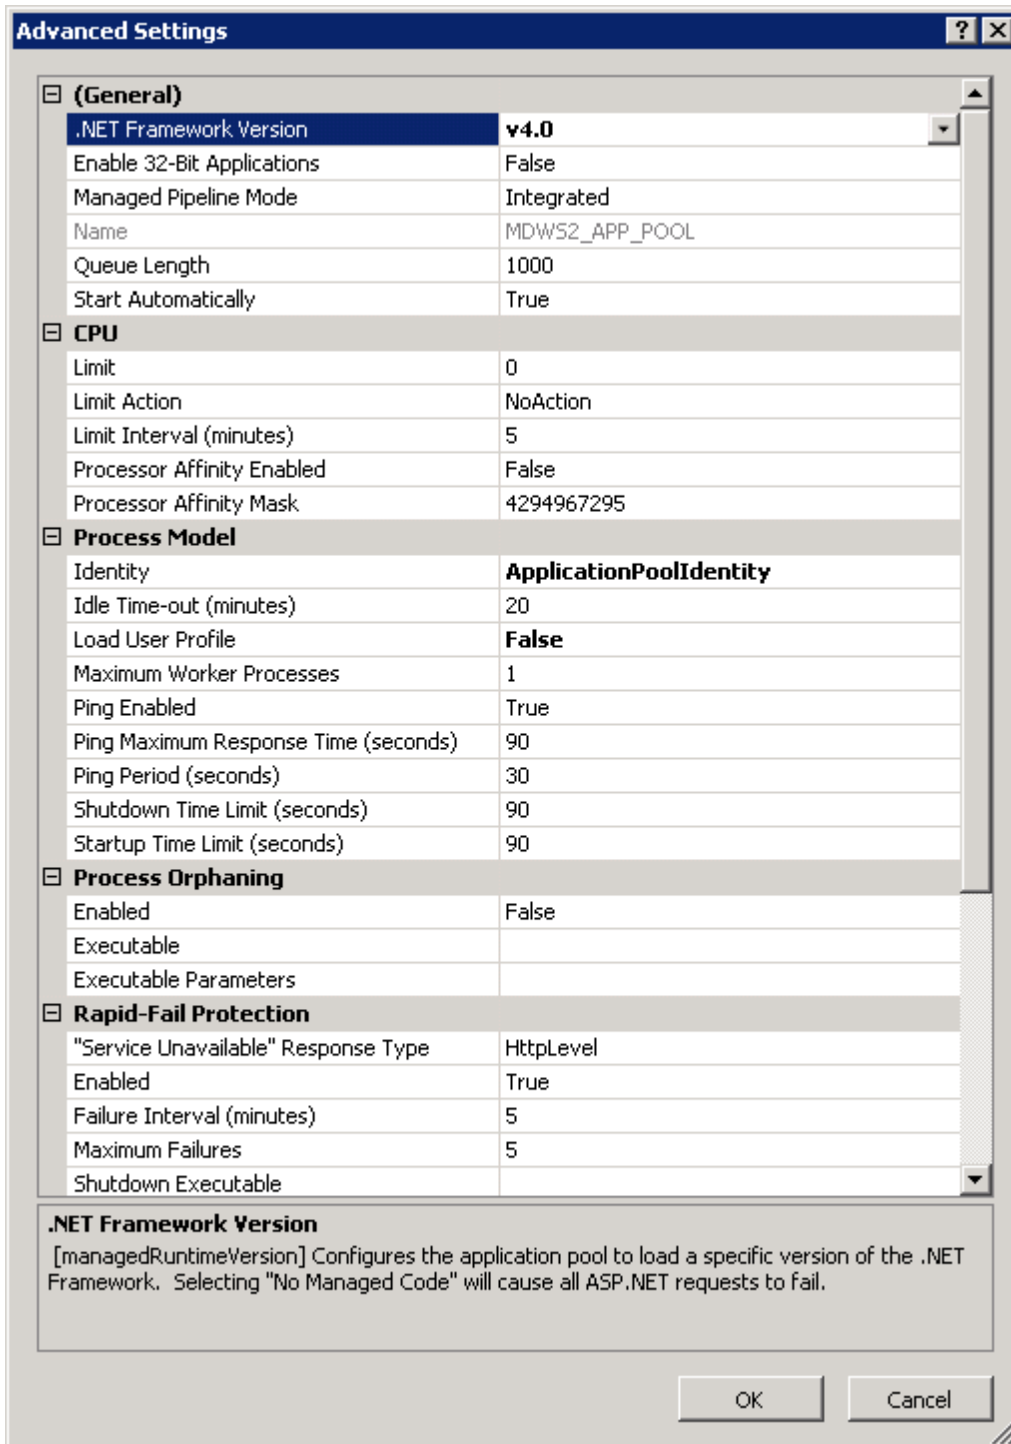 Advanced Settings
(General)
.NET Framework Version v4.0
Enable 32-Bit Applications False
Managed Pipeline Mode Integrated
Name MDWS2_APP_POOL
Queue Length 1000
Start Automatically True
CPU
Limit 0
Limit Action NoAction
Limit Interval (minutes) 5
Processor Affinity Enabled False
Processor Affinity Mask 4294967295
Process Model
Identity ApplicationPoolIdentity
Idle Time-out (minutes) 20
Load User Profile False
Maximum Worker Processes 1
Ping Enabled True
Ping Maximum Response Time (seconds) 90
Ping Period (seconds) 30
Shutdown Time Limit (seconds) 90
Startup Time Limit (seconds) 90
Process Orphaning
Enabled False
Executable
Executable Parameters
Rapid-Fail Protection
"Service Unavailable" Response Type HttpLevel
Enabled True
Failure Interval (minutes) 5
Maximum Failures 5
Shutdown Executable
.NET Framework Version
[managedRuntimeVersion] Configures the application pool to load a specific version of the .NET
Framework.  Selecting "No Managed Code" will cause all ASP.NET requests to fail.
OK Cancel